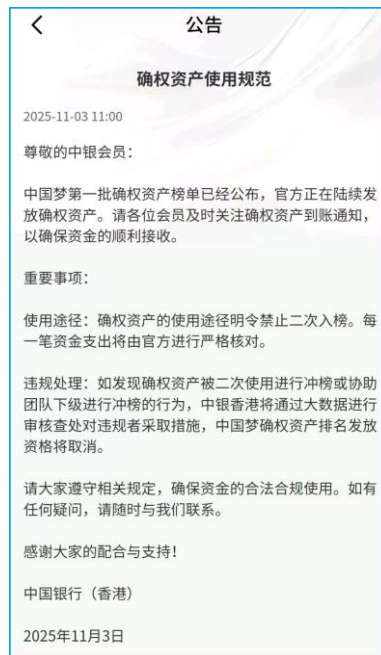 公告
确权资产使用规范
2025-11-03 11:00
尊敬的中银会员：
中国梦第一批确权资产榜单已经公布，官方正在陆续发
放确权资产。请各位会员及时关注确权资产到账通知，
以确保资金的顺利接收。
重要事项：
使用途径：确权资产的使用途径明令禁止二次入榜。每
一笔资金支出将由官方进行严格核对。
违规处理：如发现确权资产被二次使用进行冲榜或协助
团队下级进行冲榜的行为，中银香港将通过大数据进行
审核查处对违规者采取措施，中国梦确权资产排名发放
资格将取消。
请大家遵守相关规定，确保资金的合法合规使用。如有
任何疑问，请随时与我们联系。
感谢大家的配合与支持！
中国银行（香港）
2025年11月3日